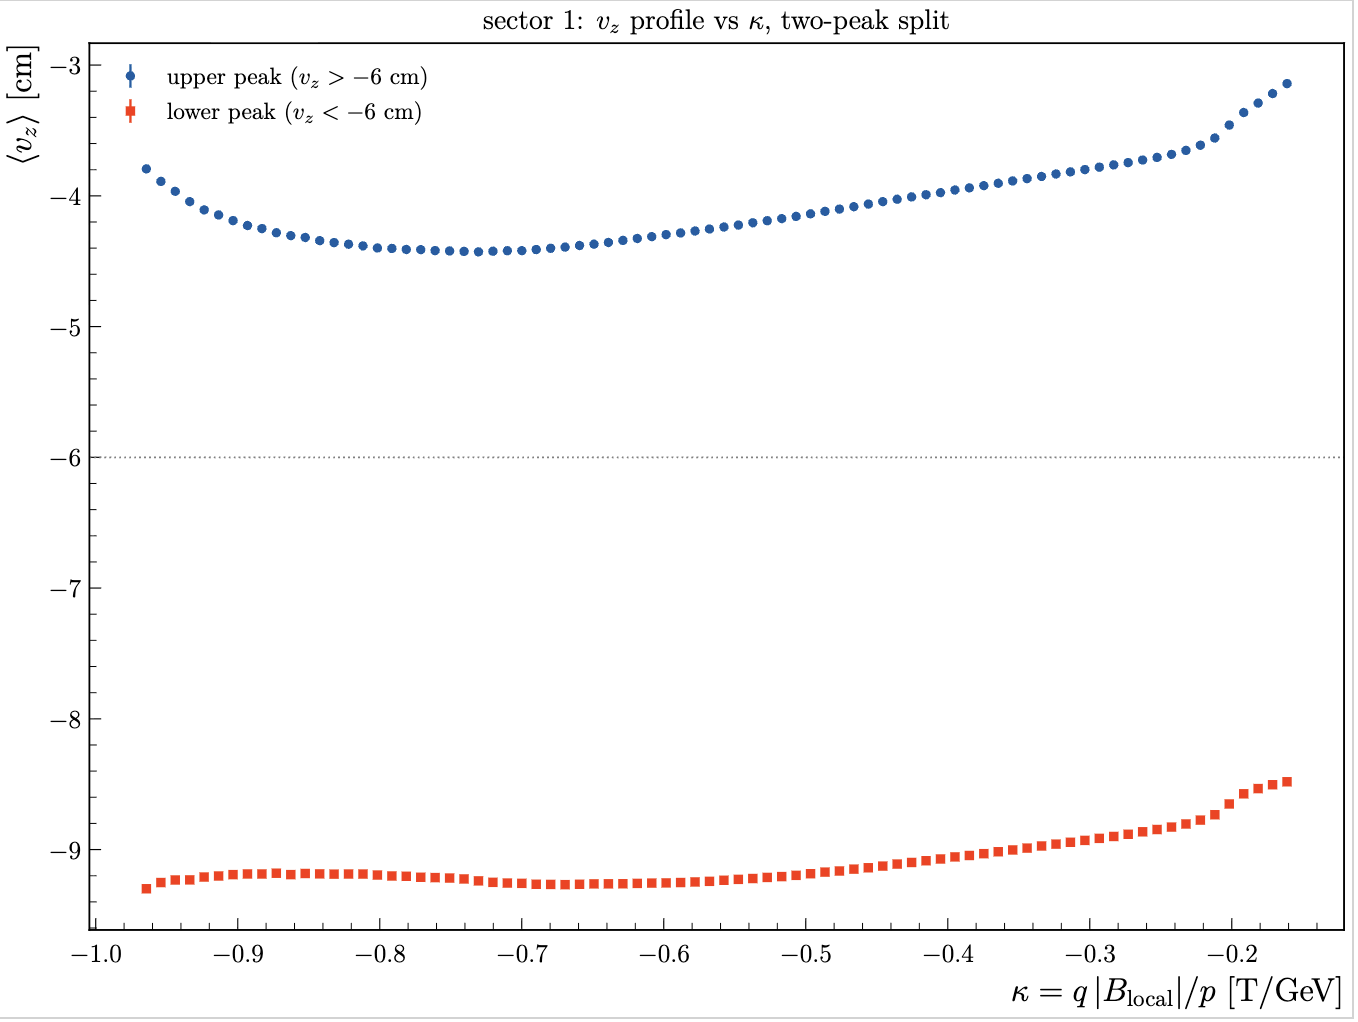 sector 1: v_z profile vs κ, two-peak split
⟨v_z⟩ [cm]
upper peak (v_z > −6 cm)
lower peak (v_z < −6 cm)
−3
−4
−5
−6
−7
−8
−9
−1.0 −0.9 −0.8 −0.7 −0.6 −0.5 −0.4 −0.3 −0.2
κ = q |B_local|/p [T/GeV]